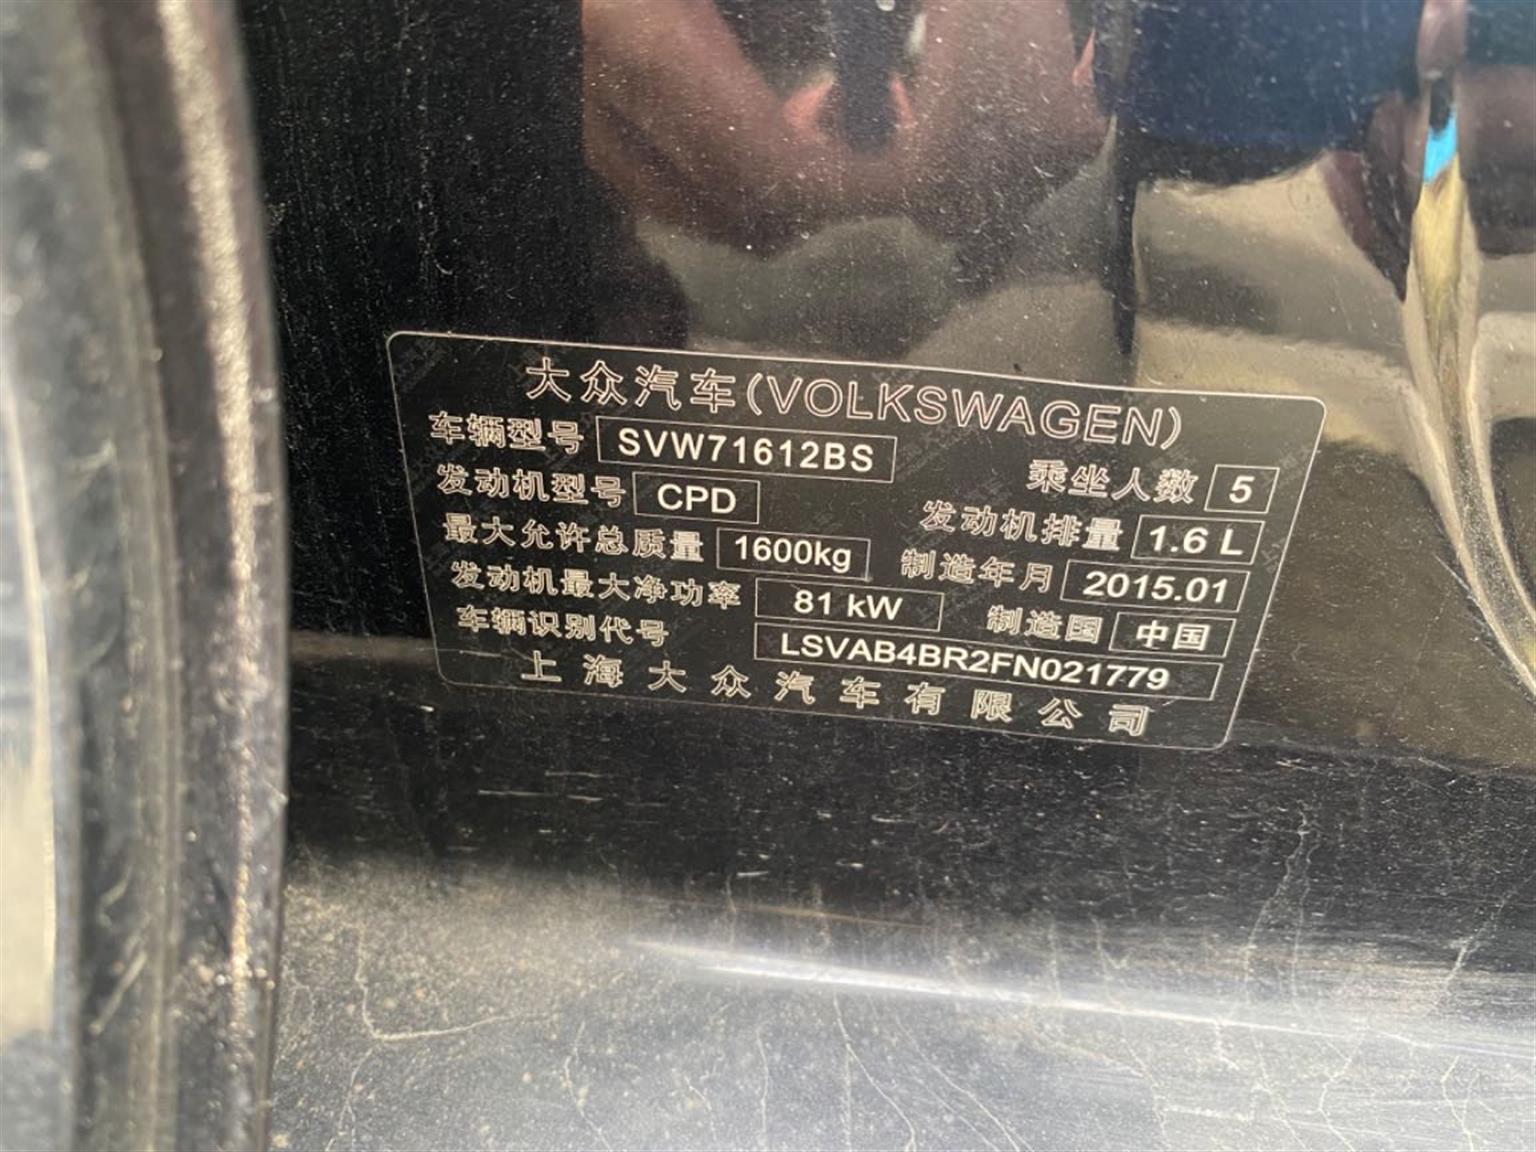 大众汽车(VOLKSWAGEN)
车辆型号 SVW71612BS 乘坐人数 5
发动机型号 CPD 发动机排量 1.6 L
最大允许总质量 1600kg 制造年月 2015.01
发动机最大净功率 81 kW 制造国 中国
车辆识别代号 LSVAB4BR2FN021779
上海大众汽车有限公司